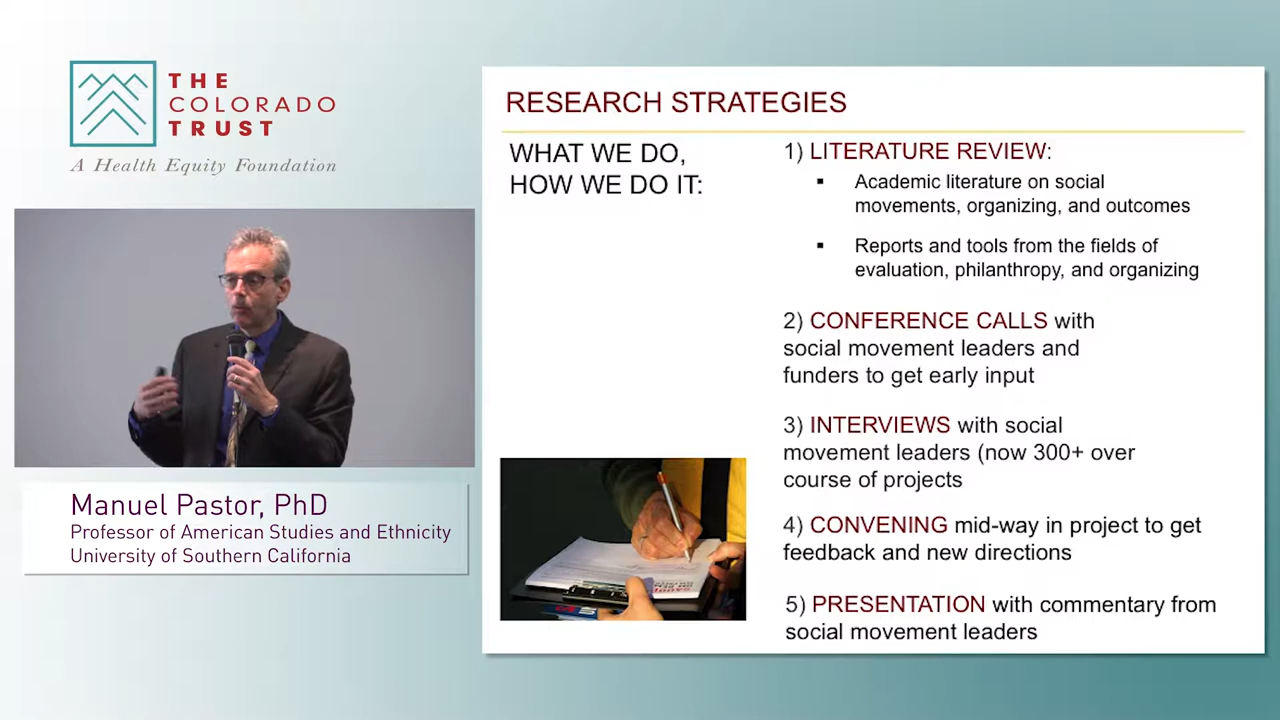 THE
COLORADO
TRUST
A Health Equity Foundation
Manuel Pastor, PhD
Professor of American Studies and Ethnicity
University of Southern California
RESEARCH STRATEGIES
WHAT WE DO,
HOW WE DO IT:
1) LITERATURE REVIEW:
▪ Academic literature on social
movements, organizing, and outcomes
▪ Reports and tools from the fields of
evaluation, philanthropy, and organizing
2) CONFERENCE CALLS with
social movement leaders and
funders to get early input
3) INTERVIEWS with social
movement leaders (now 300+ over
course of projects
4) CONVENING mid-way in project to get
feedback and new directions
5) PRESENTATION with commentary from
social movement leaders